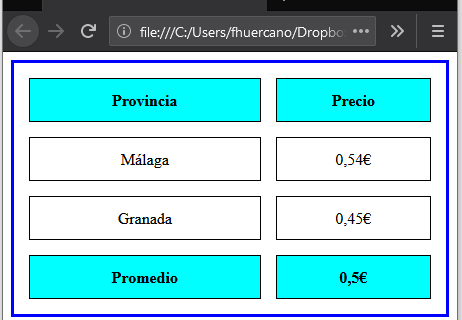 file:///C:/Users/fhuercano/Dropbo
Provincia Precio
Málaga 0,54€
Granada 0,45€
Promedio 0,5€